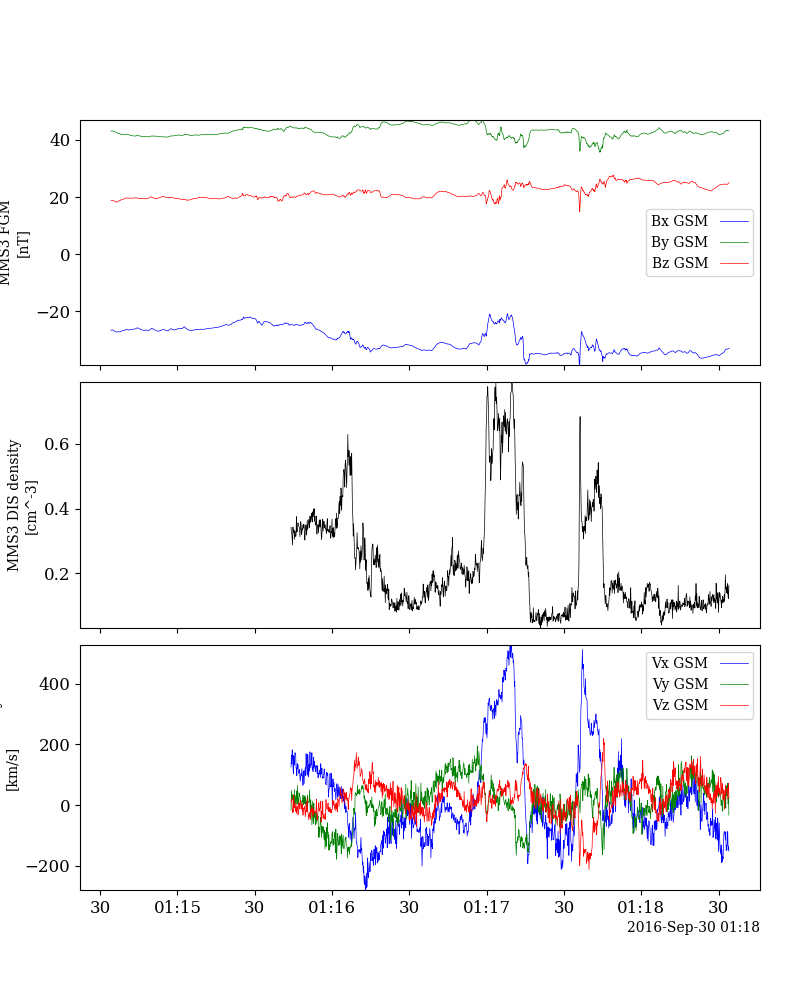 40
20
0
−20
MMS3 FGM
[nT]
Bx GSM
By GSM
Bz GSM
0.6
0.4
0.2
MMS3 DIS density
[cm^-3]
400
200
0
−200
[km/s]
Vx GSM
Vy GSM
Vz GSM
30 01:15 30 01:16 30 01:17 30 01:18 30
2016-Sep-30 01:18